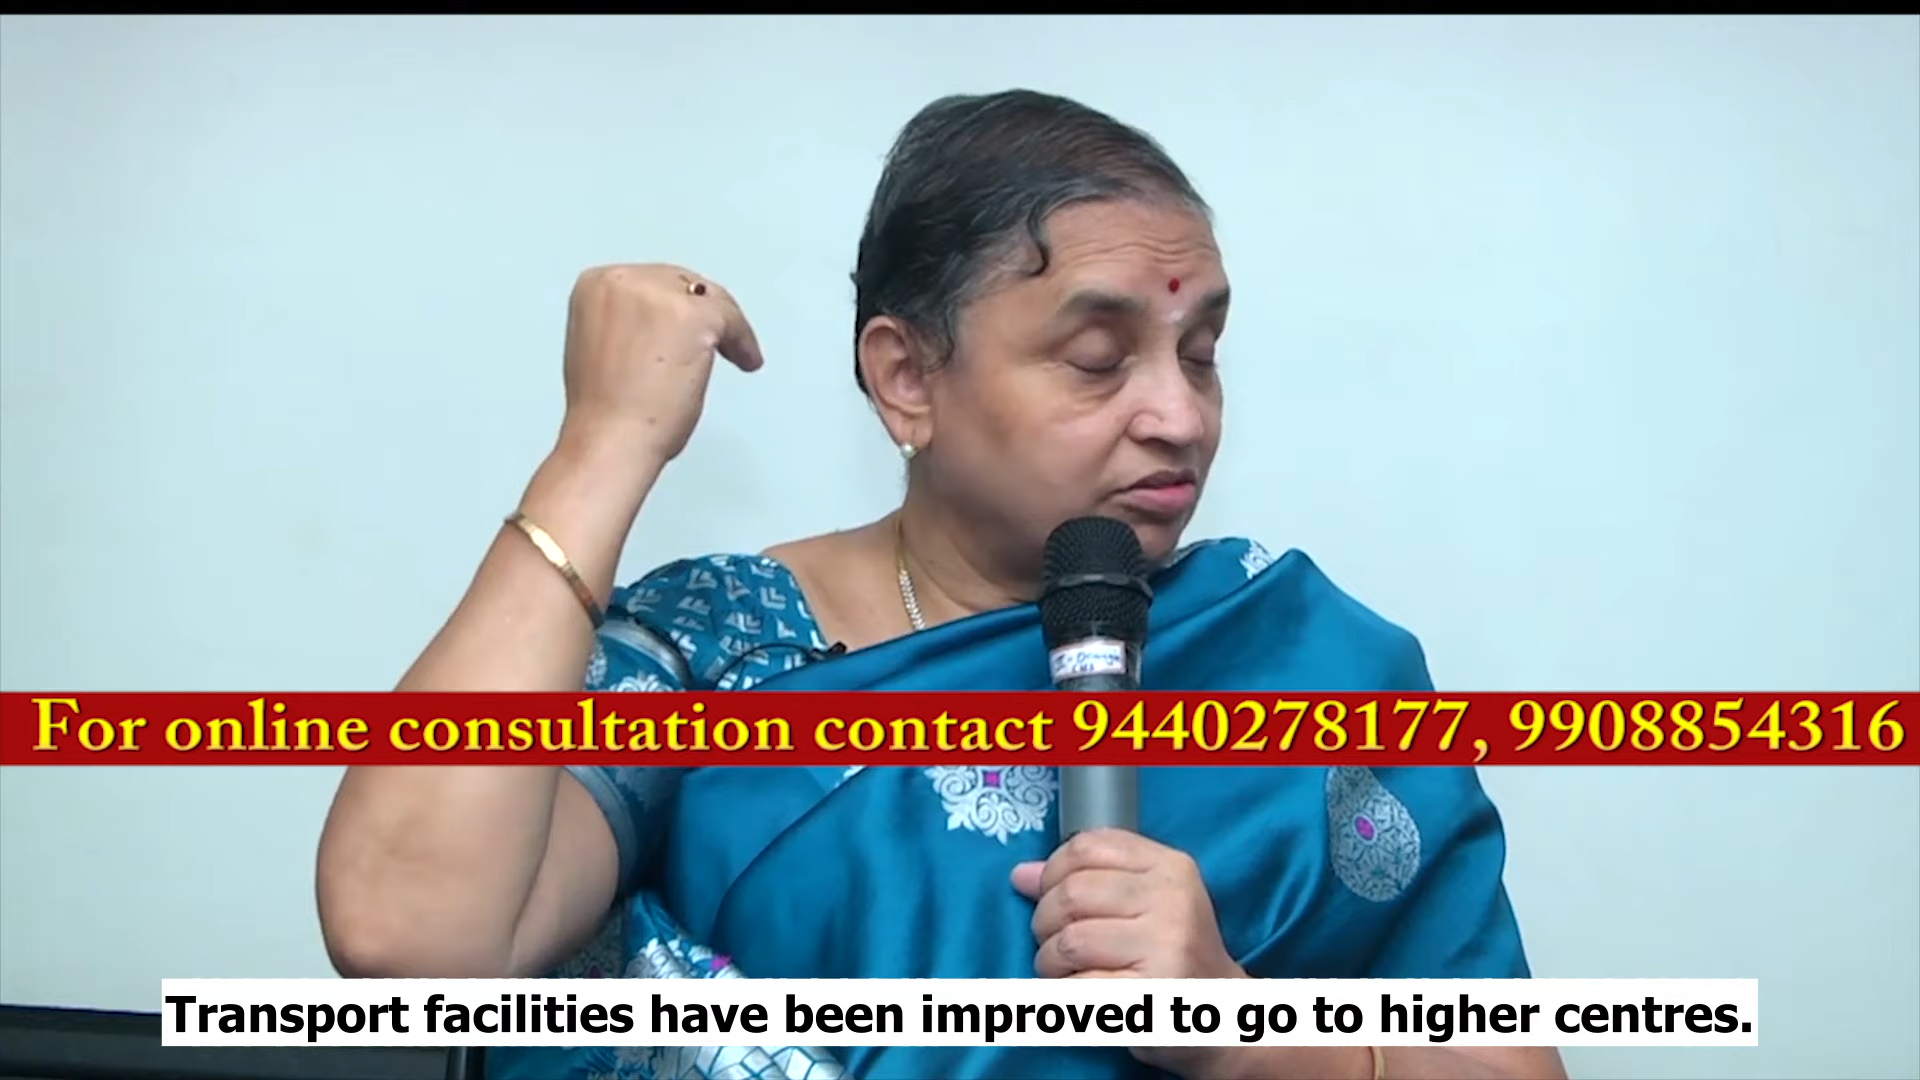 For online consultation contact 9440278177, 9908854316
Transport facilities have been improved to go to higher centres.